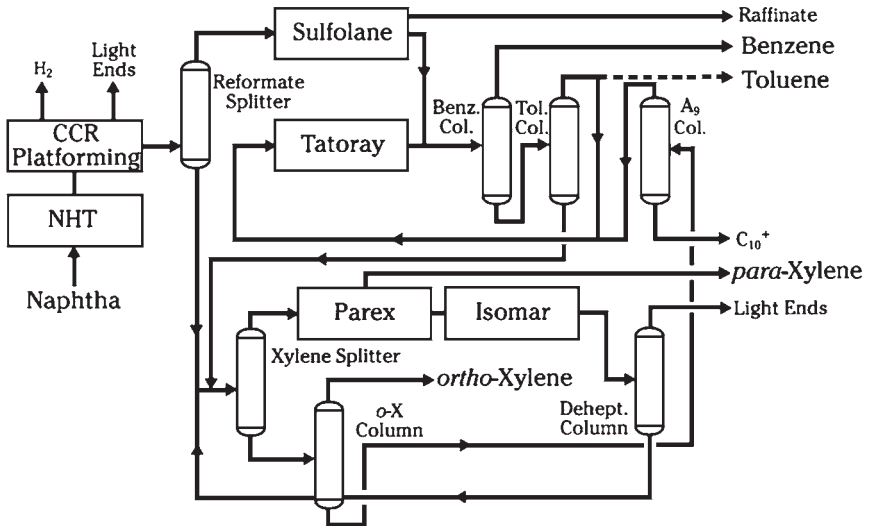 Sulfolane
Raffinate
Benzene
Toluene
H₂
Light
Ends
Reformate
Splitter
Benz.
Col.
Tol.
Col.
A₉
Col.
CCR
Platforming
Tatoray
NHT
C₁₀⁺
para-Xylene
Naphtha
Parex
Isomar
Light Ends
Xylene Splitter
ortho-Xylene
o-X
Column
Dehept.
Column